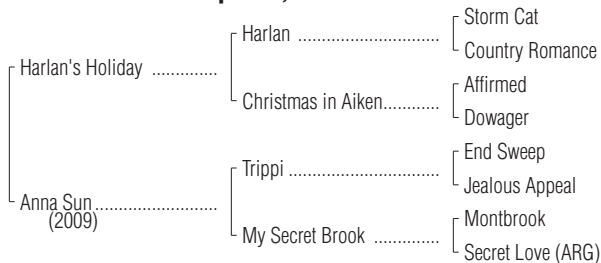 Storm Cat
Harlan ..............................
Country Romance
Harlan's Holiday .............
Affirmed
Christmas in Aiken...........
Dowager
End Sweep
Trippi ..............................
Jealous Appeal
Anna Sun ........................
(2009)
Montbrook
My Secret Brook .............
Secret Love (ARG)